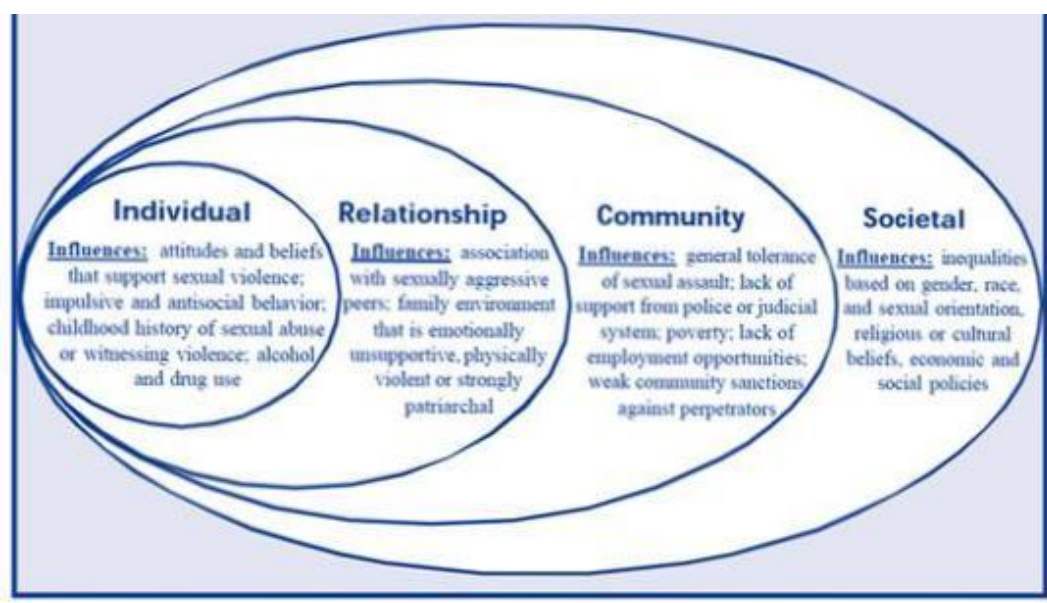 Individual
Influences: attitudes and beliefs
that support sexual violence;
impulsive and antisocial behavior;
childhood history of sexual abuse
or witnessing violence; alcohol
and drug use
Relationship
Influences: association
with sexually aggressive
peers; family environment
that is emotionally
unsupportive, physically
violent or strongly
patriarchal
Community
Influences: general tolerance
of sexual assault; lack of
support from police or judicial
system; poverty; lack of
employment opportunities;
weak community sanctions
against perpetrators
Societal
Influences: inequalities
based on gender, race,
and sexual orientation,
religious or cultural
beliefs, economic and
social policies